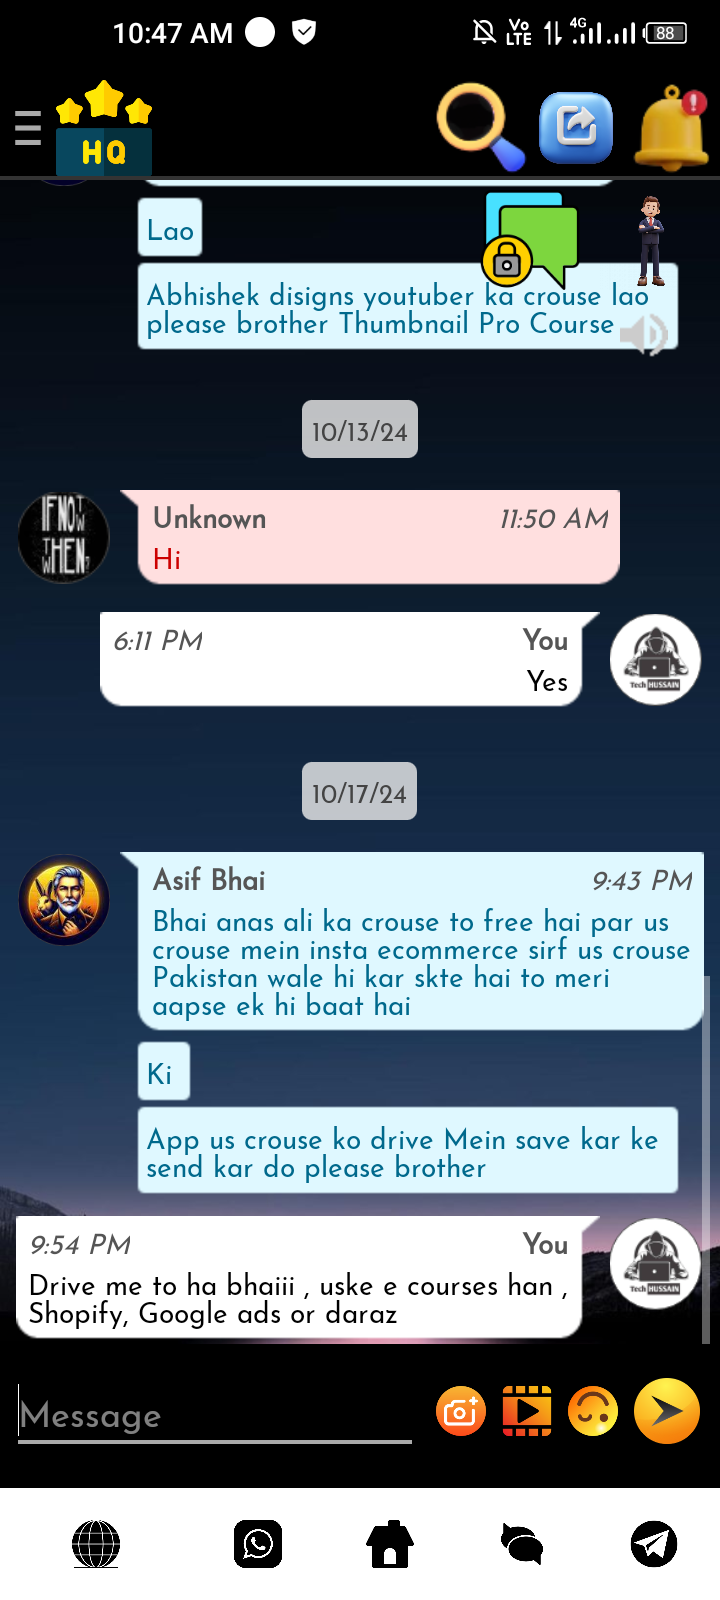 10:47 AM
Vo
LTE
4G
88
HQ
Lao
Abhishek disigns youtuber ka crouse lao
please brother Thumbnail Pro Course
10/13/24
IF NOT NOW
THEN WHEN?
Unknown
11:50 AM
Hi
6:11 PM
You
Yes
Tech HUSSAIN
10/17/24
Asif Bhai
9:43 PM
Bhai anas ali ka crouse to free hai par us
crouse mein insta ecommerce sirf us crouse
Pakistan wale hi kar skte hai to meri
aapse ek hi baat hai
Ki
App us crouse ko drive Mein save kar ke
send kar do please brother
9:54 PM
You
Drive me to ha bhaiii , uske e courses han ,
Shopify, Google ads or daraz
Tech HUSSAIN
Message